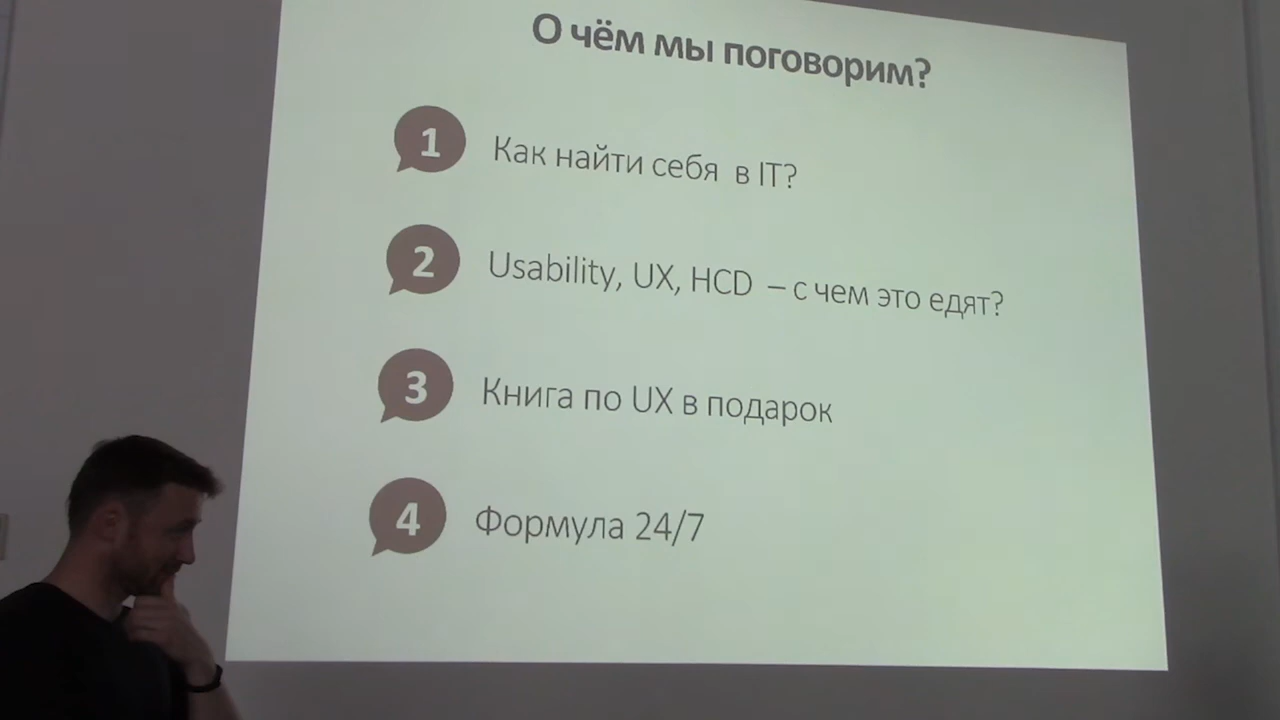 О чём мы поговорим?
1 Как найти себя в IT?
2 Usability, UX, HCD – с чем это едят?
3 Книга по UX в подарок
4 Формула 24/7